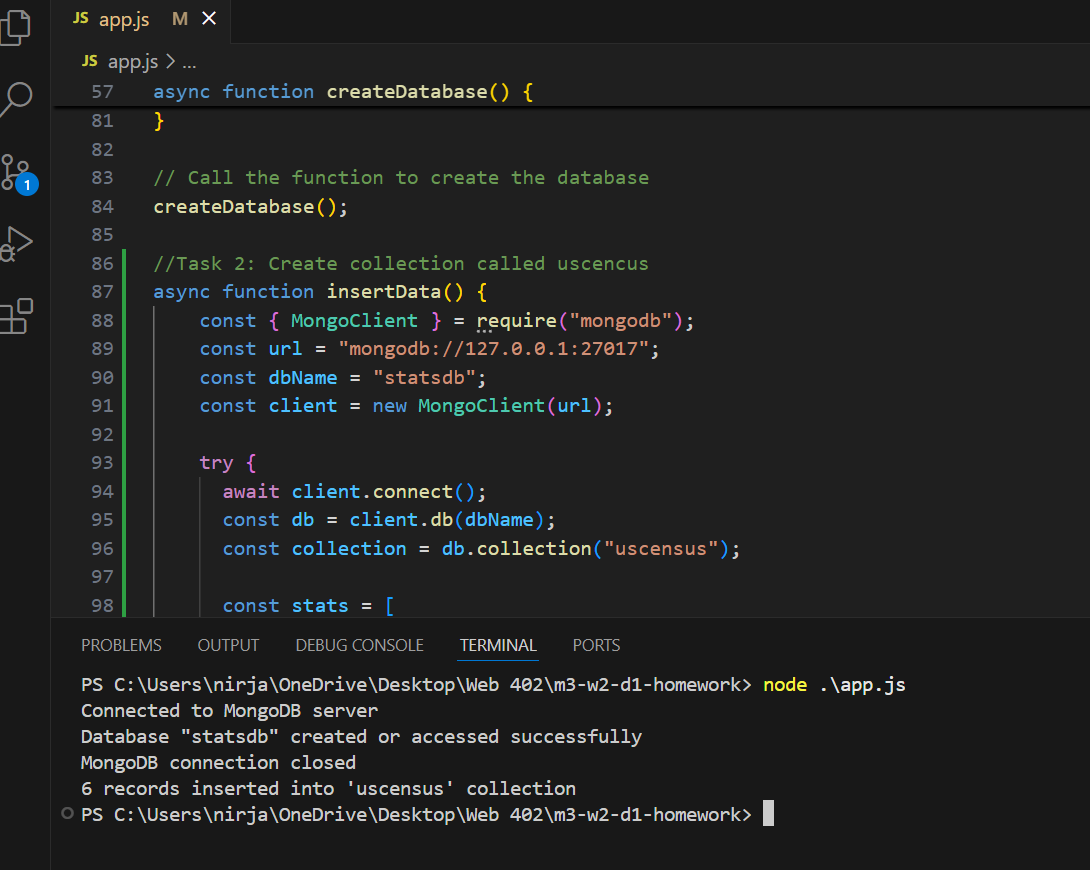 JS app.js M ×
JS app.js > ...
57 async function createDatabase() {
81 }
82
83 // Call the function to create the database
84 createDatabase();
85
86 //Task 2: Create collection called uscencus
87 async function insertData() {
88 const { MongoClient } = require("mongodb");
89 const url = "mongodb://127.0.0.1:27017";
90 const dbName = "statsdb";
91 const client = new MongoClient(url);
92
93 try {
94 await client.connect();
95 const db = client.db(dbName);
96 const collection = db.collection("uscensus");
97
98 const stats = [
1
PROBLEMS OUTPUT DEBUG CONSOLE TERMINAL PORTS
PS C:\Users\nirja\OneDrive\Desktop\Web 402\m3-w2-d1-homework> node .\app.js
Connected to MongoDB server
Database "statsdb" created or accessed successfully
MongoDB connection closed
6 records inserted into 'uscensus' collection
PS C:\Users\nirja\OneDrive\Desktop\Web 402\m3-w2-d1-homework>